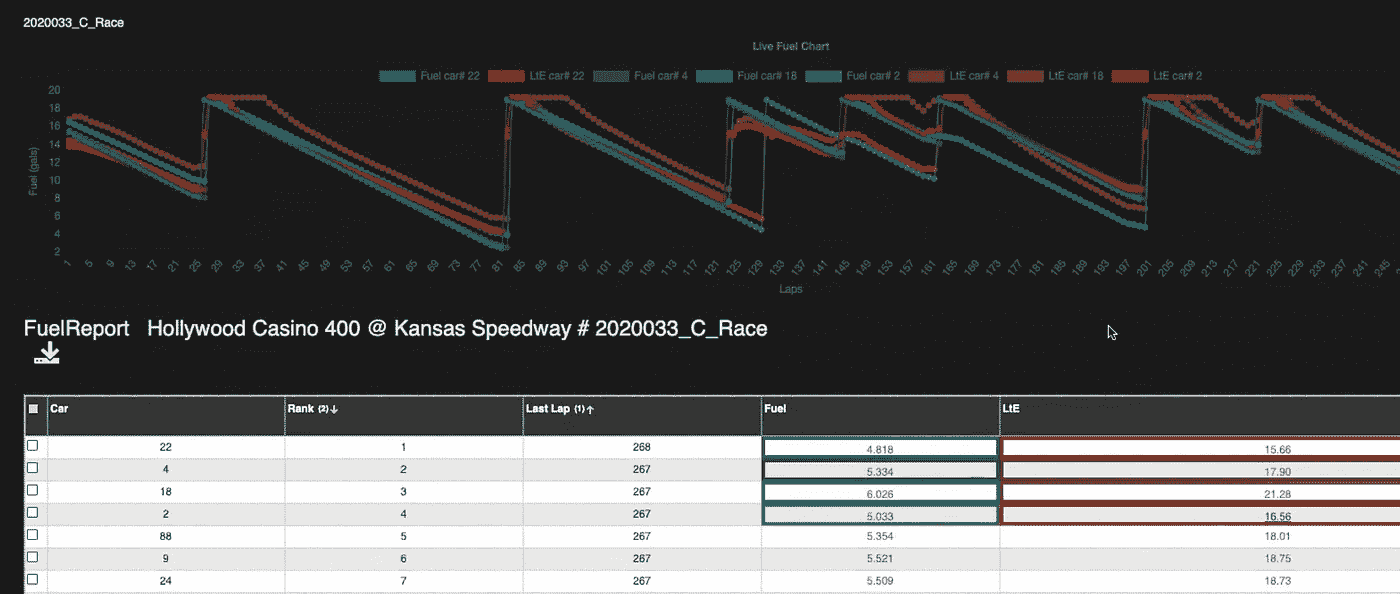 2020033_C_Race
Live Fuel Chart
Fuel car# 22 LtE car# 22 Fuel car# 4 Fuel car# 18 Fuel car# 2 LtE car# 4 LtE car# 18 LtE car# 2
20
18
16
14
12
10
8
6
4
2
Fuel (gals)
1 5 9 13 17 21 25 29 33 37 41 45 49 53 57 61 65 69 73 77 81 85 89 93 97 101 105 109 113 117 121 125 129 133 137 141 145 149 153 157 161 165 169 173 177 181 185 189 193 197 201 205 209 213 217 221 225 229 233 237 241 245
Laps
FuelReport Hollywood Casino 400 @ Kansas Speedway # 2020033_C_Race
Car Rank (2)↓ Last Lap (1)↑ Fuel LtE
22 1 268 4.818 15.66
4 2 267 5.334 17.90
18 3 267 6.026 21.28
2 4 267 5.033 16.56
88 5 267 5.354 18.01
9 6 267 5.521 18.75
24 7 267 5.509 18.73